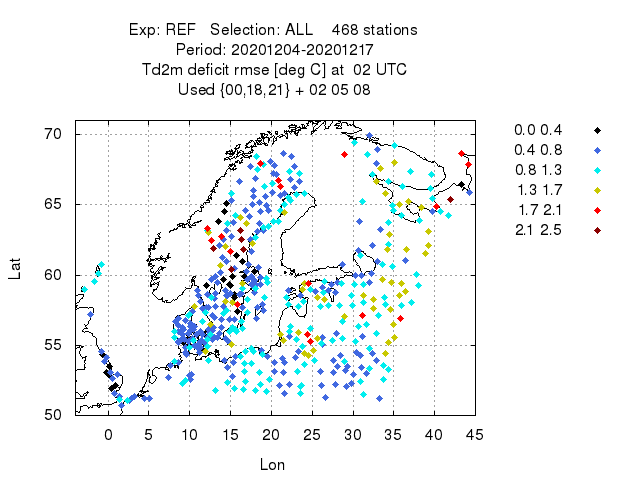 Exp: REF   Selection: ALL    468 stations
Period: 20201204-20201217
Td2m deficit rmse [deg C] at  02 UTC
Used {00,18,21} + 02 05 08
0.0 0.4
0.4 0.8
0.8 1.3
1.3 1.7
1.7 2.1
2.1 2.5
70
65
60
55
50
Lat
0 5 10 15 20 25 30 35 40 45
Lon